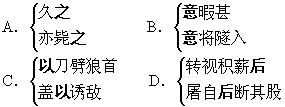 A. 久之 B. 意暇甚
亦毙之 意将隧入
C. 以刀劈狼首 D. 转视积薪后
盖以诱敌 屠自后断其股